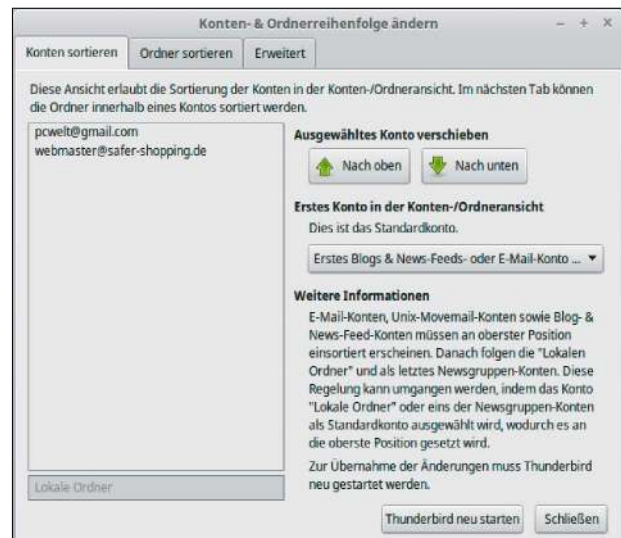 Konten- & Ordnerreihenfolge ändern
Konten sortieren
Ordner sortieren
Erweitert
Diese Ansicht erlaubt die Sortierung der Konten in der Konten-/Ordneransicht. Im nächsten Tab können
die Ordner innerhalb eines Kontos sortiert werden.
pcwelt@gmail.com
webmaster@safer-shopping.de
Lokale Ordner
Ausgewähltes Konto verschieben
Nach oben
Nach unten
Erstes Konto in der Konten-/Ordneransicht
Dies ist das Standardkonto.
Erstes Blogs & News-Feeds- oder E-Mail-Konto ...
Weitere Informationen
E-Mail-Konten, Unix-Movemail-Konten sowie Blog- &
News-Feed-Konten müssen an oberster Position
einsortiert erscheinen. Danach folgen die "Lokalen
Ordner" und als letztes Newsgruppen-Konten. Diese
Regelung kann umgangen werden, indem das Konto
"Lokale Ordner" oder eins der Newsgruppen-Konten
als Standardkonto ausgewählt wird, wodurch es an
die oberste Position gesetzt wird.
Zur Übernahme der Änderungen muss Thunderbird
neu gestartet werden.
Thunderbird neu starten
Schließen